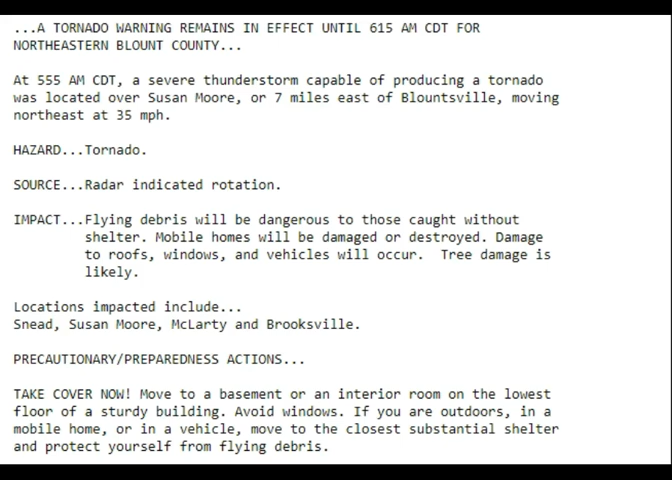 ...A TORNADO WARNING REMAINS IN EFFECT UNTIL 615 AM CDT FOR
NORTHEASTERN BLOUNT COUNTY...
At 555 AM CDT, a severe thunderstorm capable of producing a tornado
was located over Susan Moore, or 7 miles east of Blountsville, moving
northeast at 35 mph.
HAZARD...Tornado.
SOURCE...Radar indicated rotation.
IMPACT...Flying debris will be dangerous to those caught without
shelter. Mobile homes will be damaged or destroyed. Damage
to roofs, windows, and vehicles will occur.  Tree damage is
likely.
Locations impacted include...
Snead, Susan Moore, McLarty and Brooksville.
PRECAUTIONARY/PREPAREDNESS ACTIONS...
TAKE COVER NOW! Move to a basement or an interior room on the lowest
floor of a sturdy building. Avoid windows. If you are outdoors, in a
mobile home, or in a vehicle, move to the closest substantial shelter
and protect yourself from flying debris.